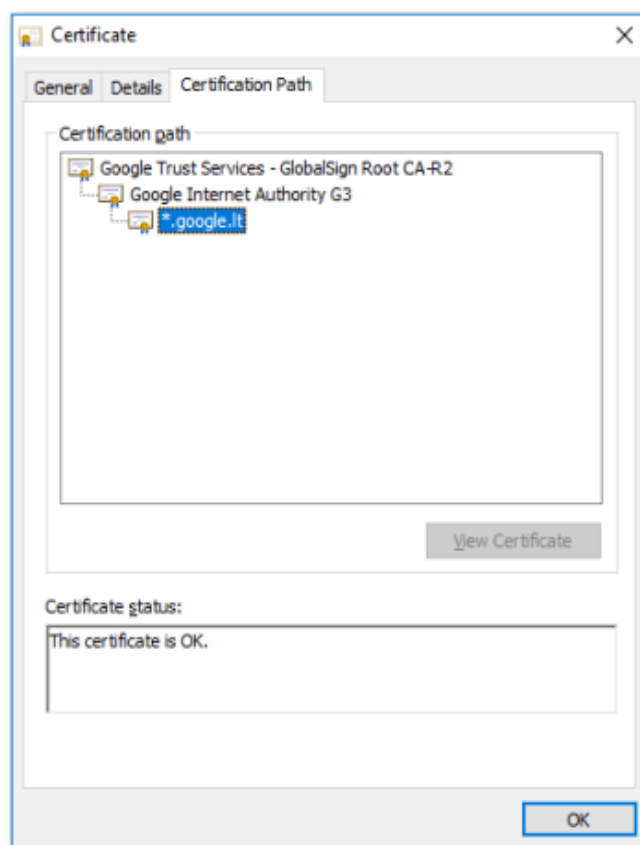 Certificate
General Details Certification Path
Certification path
Google Trust Services - GlobalSign Root CA-R2
Google Internet Authority G3
*.google.lt
View Certificate
Certificate status:
This certificate is OK.
OK